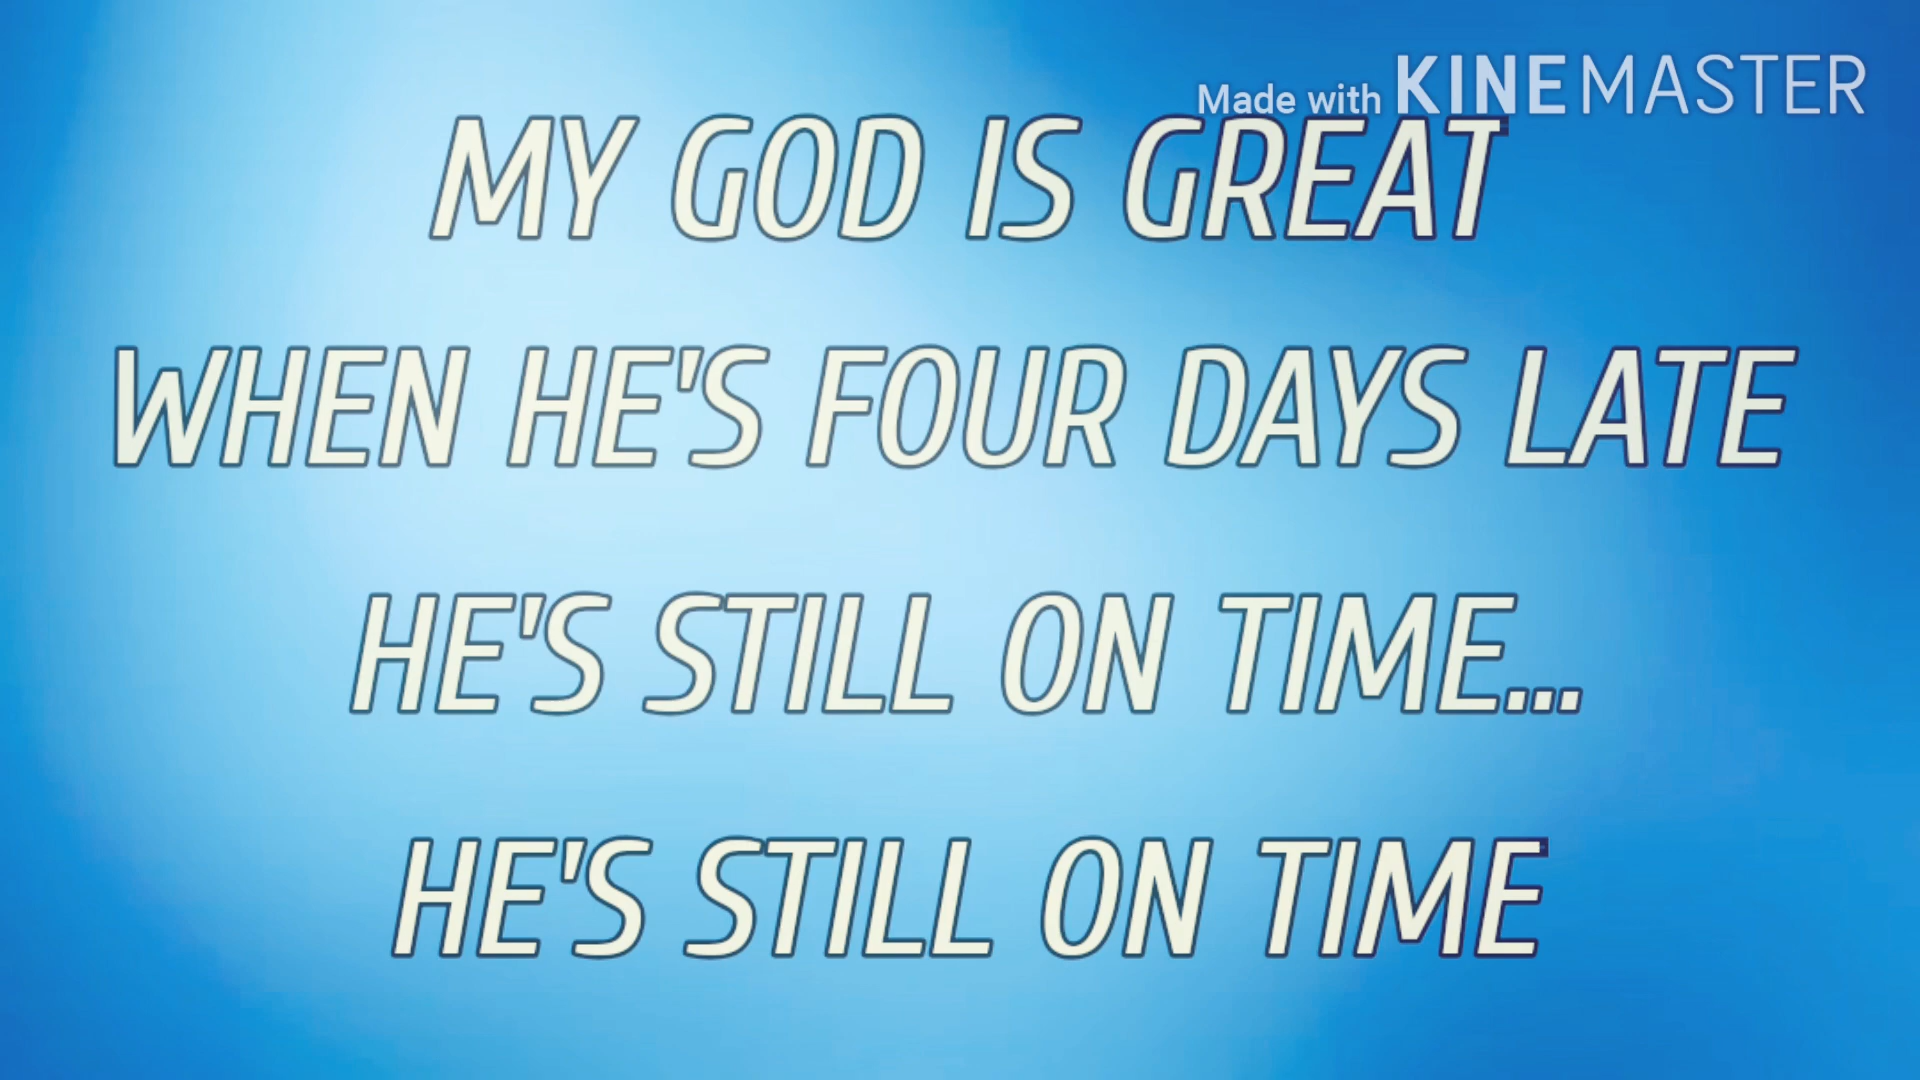 Made with KINEMASTER
MY GOD IS GREAT
WHEN HE'S FOUR DAYS LATE
HE'S STILL ON TIME...
HE'S STILL ON TIME